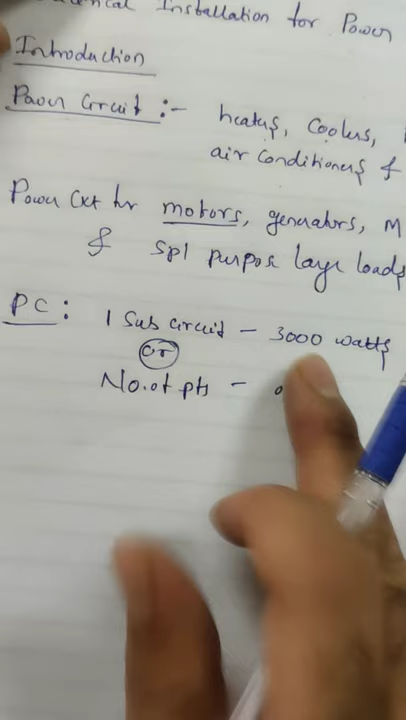 Installation for Power
Introduction
Power Circuit :- heaters, Coolers,
air conditioners &
Power Ckt for motors, generators, M
& Spl purpose large loads
PC : 1 Sub circuit - 3000 watts
(or)
No. of pts -